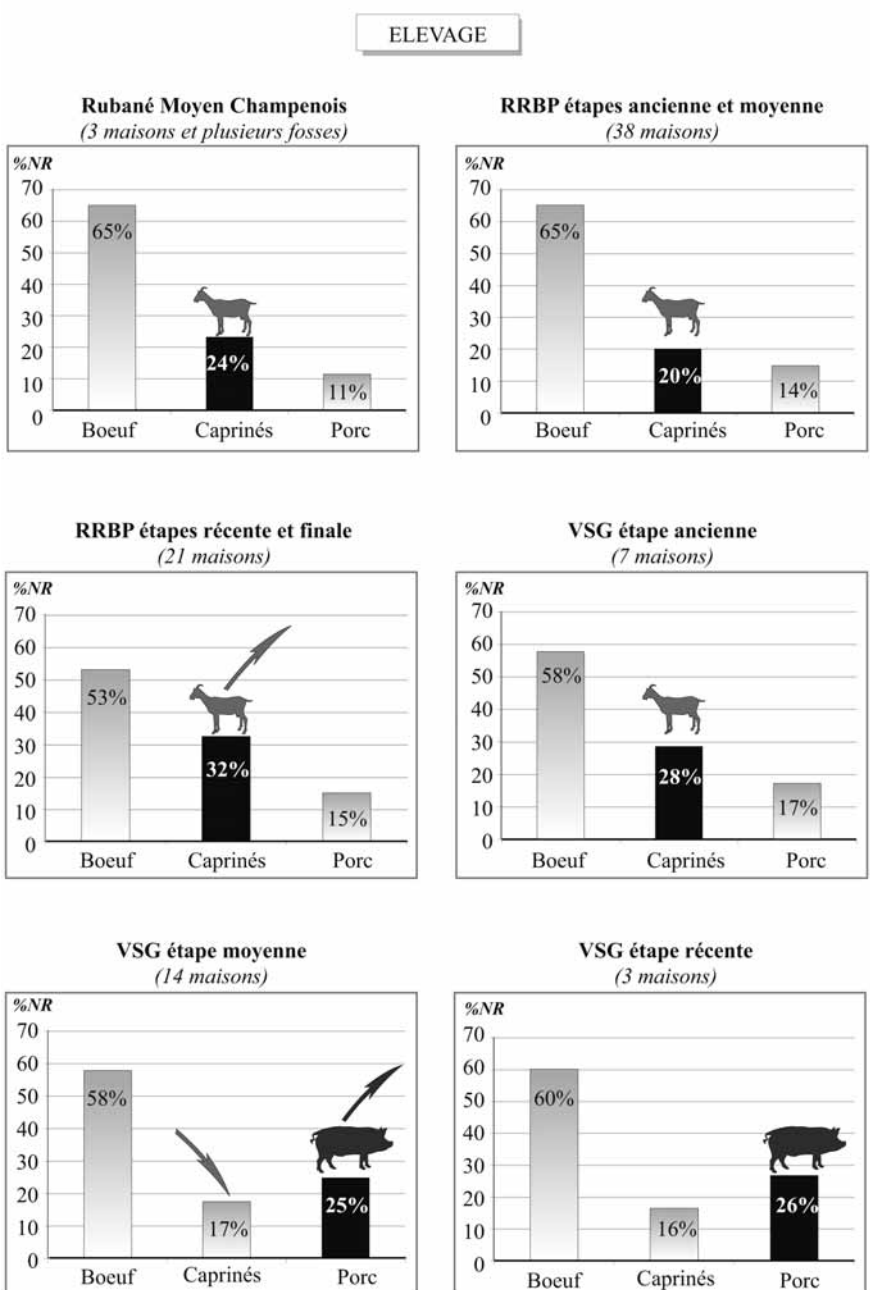 ELEVAGE
Rubané Moyen Champenois
(3 maisons et plusieurs fosses)
%NR
70
60
50
40
30
20
10
0
65%
24%
11%
Boeuf Caprinés Porc
RRBP étapes ancienne et moyenne
(38 maisons)
%NR
70
60
50
40
30
20
10
0
65%
20%
14%
Boeuf Caprinés Porc
RRBP étapes récente et finale
(21 maisons)
%NR
70
60
50
40
30
20
10
0
53%
32%
15%
Boeuf Caprinés Porc
VSG étape ancienne
(7 maisons)
%NR
70
60
50
40
30
20
10
0
58%
28%
17%
Boeuf Caprinés Porc
VSG étape moyenne
(14 maisons)
%NR
70
60
50
40
30
20
10
0
58%
17%
25%
Boeuf Caprinés Porc
VSG étape récente
(3 maisons)
%NR
70
60
50
40
30
20
10
0
60%
16%
26%
Boeuf Caprinés Porc